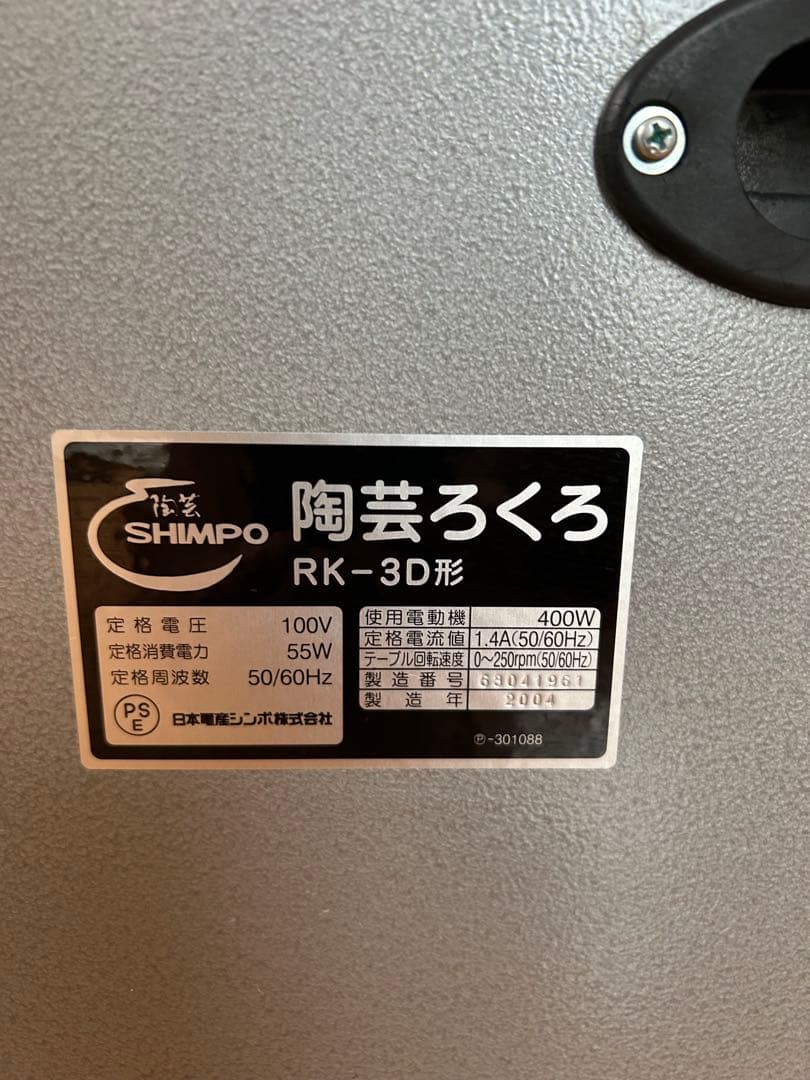 陶芸
SHIMPO
陶芸ろくろ
RK-3D形
定格電圧 100V
定格消費電力 55W
定格周波数 50/60Hz
PS
E
日本電産シンポ株式会社
使用電動機 400W
定格電流値 1.4A(50/60Hz)
テーブル回転速度 0〜250rpm(50/60Hz)
製造番号 68041961
製造年 2004
Ⓟ-301088